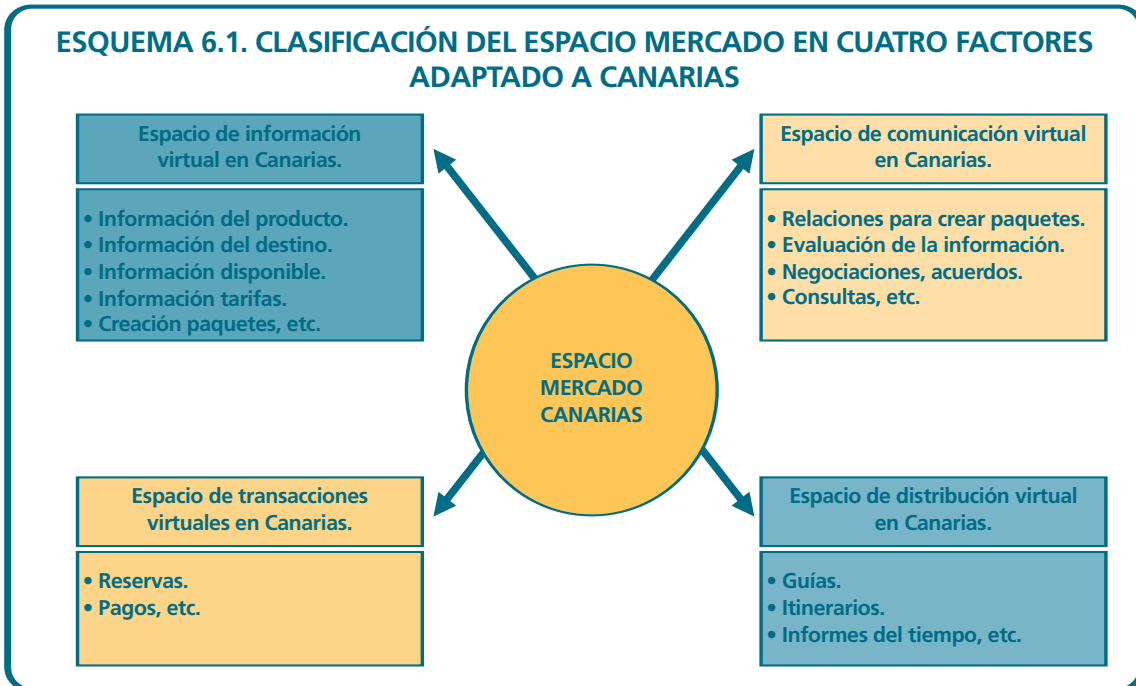 ESQUEMA 6.1. CLASIFICACIÓN DEL ESPACIO MERCADO EN CUATRO FACTORES
ADAPTADO A CANARIAS
Espacio de información
virtual en Canarias.
• Información del producto.
• Información del destino.
• Información disponible.
• Información tarifas.
• Creación paquetes, etc.
Espacio de comunicación virtual
en Canarias.
• Relaciones para crear paquetes.
• Evaluación de la información.
• Negociaciones, acuerdos.
• Consultas, etc.
ESPACIO
MERCADO
CANARIAS
Espacio de transacciones
virtuales en Canarias.
• Reservas.
• Pagos, etc.
Espacio de distribución virtual
en Canarias.
• Guías.
• Itinerarios.
• Informes del tiempo, etc.